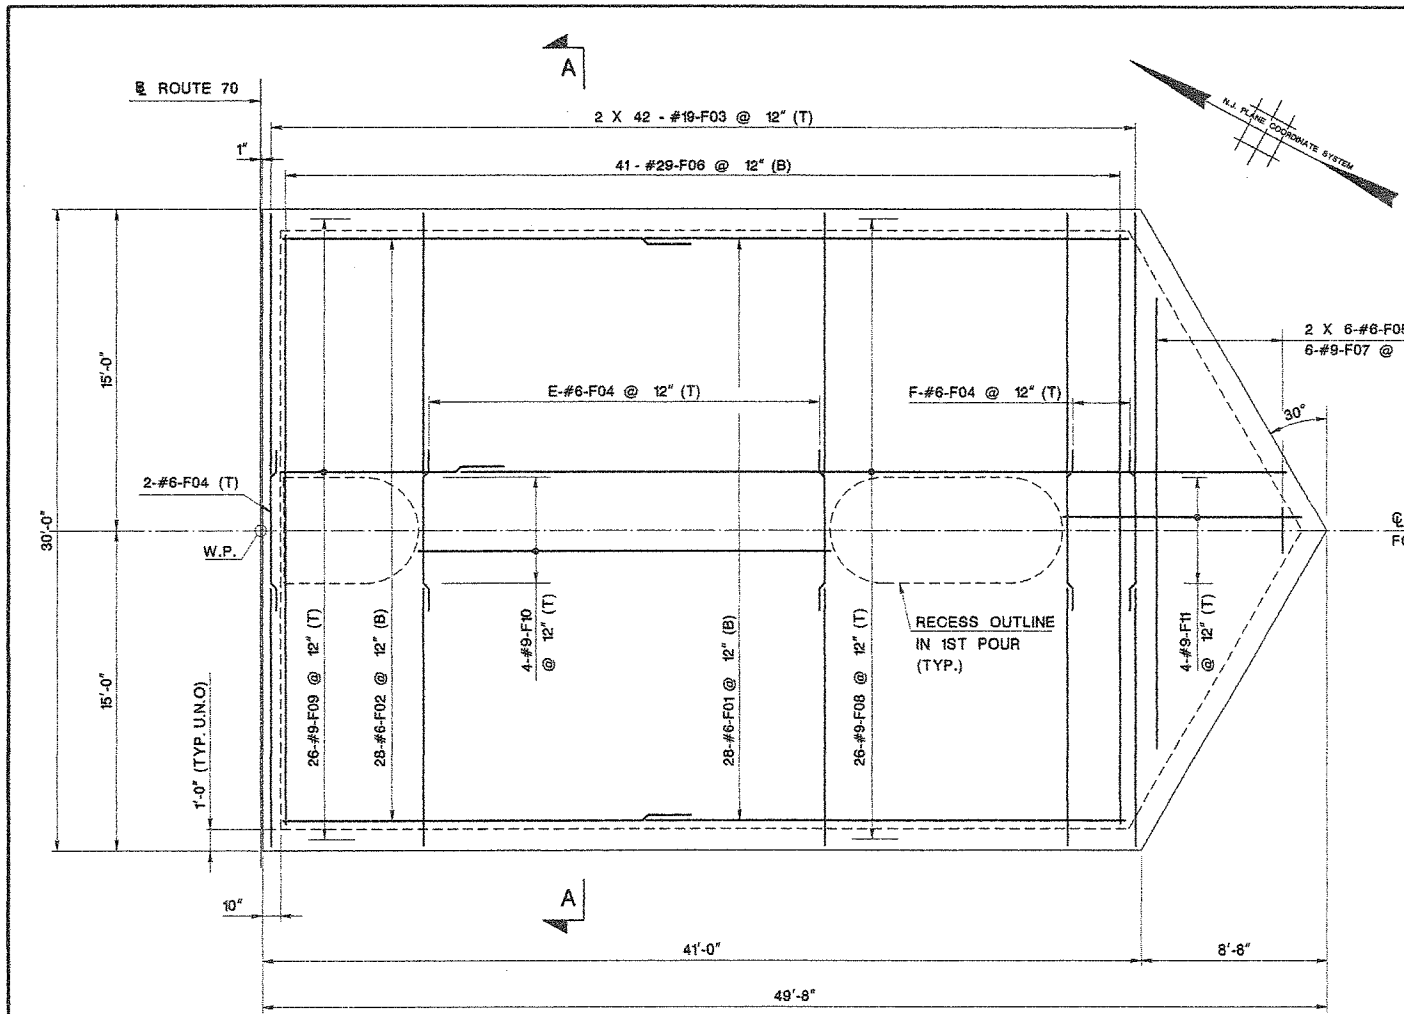 A
℄ ROUTE 70
N.J. PLANE COORDINATE SYSTEM
2 X 42 - #19-F03 @ 12" (T)
1"
41 - #29-F06 @ 12" (B)
2 X 6-#6-F05
6-#9-F07 @
15'-0"
E-#6-F04 @ 12" (T)
F-#6-F04 @ 12" (T)
30°
2-#6-F04 (T)
30'-0"
W.P.
℄
FO
RECESS OUTLINE
IN 1ST POUR
(TYP.)
4-#9-F10
@ 12" (T)
4-#9-F11
@ 12" (T)
15'-0"
1'-0" (TYP. U.N.O)
26-#9-F09 @ 12" (T)
28-#6-F02 @ 12" (B)
28-#6-F01 @ 12" (B)
26-#9-F08 @ 12" (T)
10"
A
41'-0"
8'-8"
49'-8"